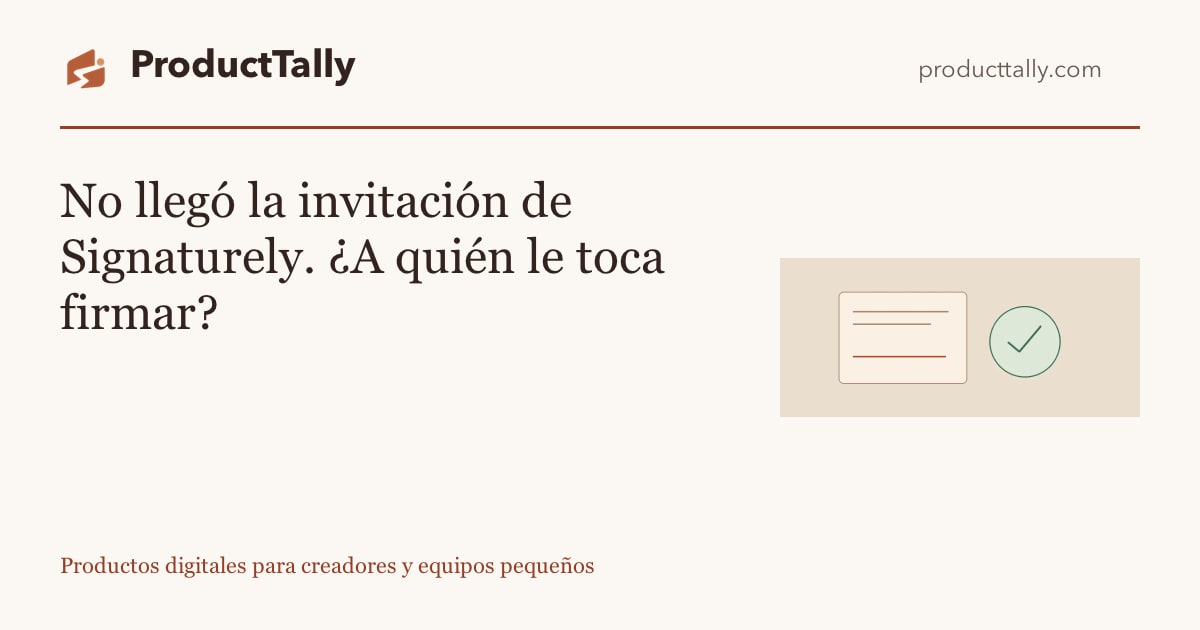 ProductTally
producttally.com
No llegó la invitación de
Signaturely. ¿A quién le toca
firmar?
Productos digitales para creadores y equipos pequeños